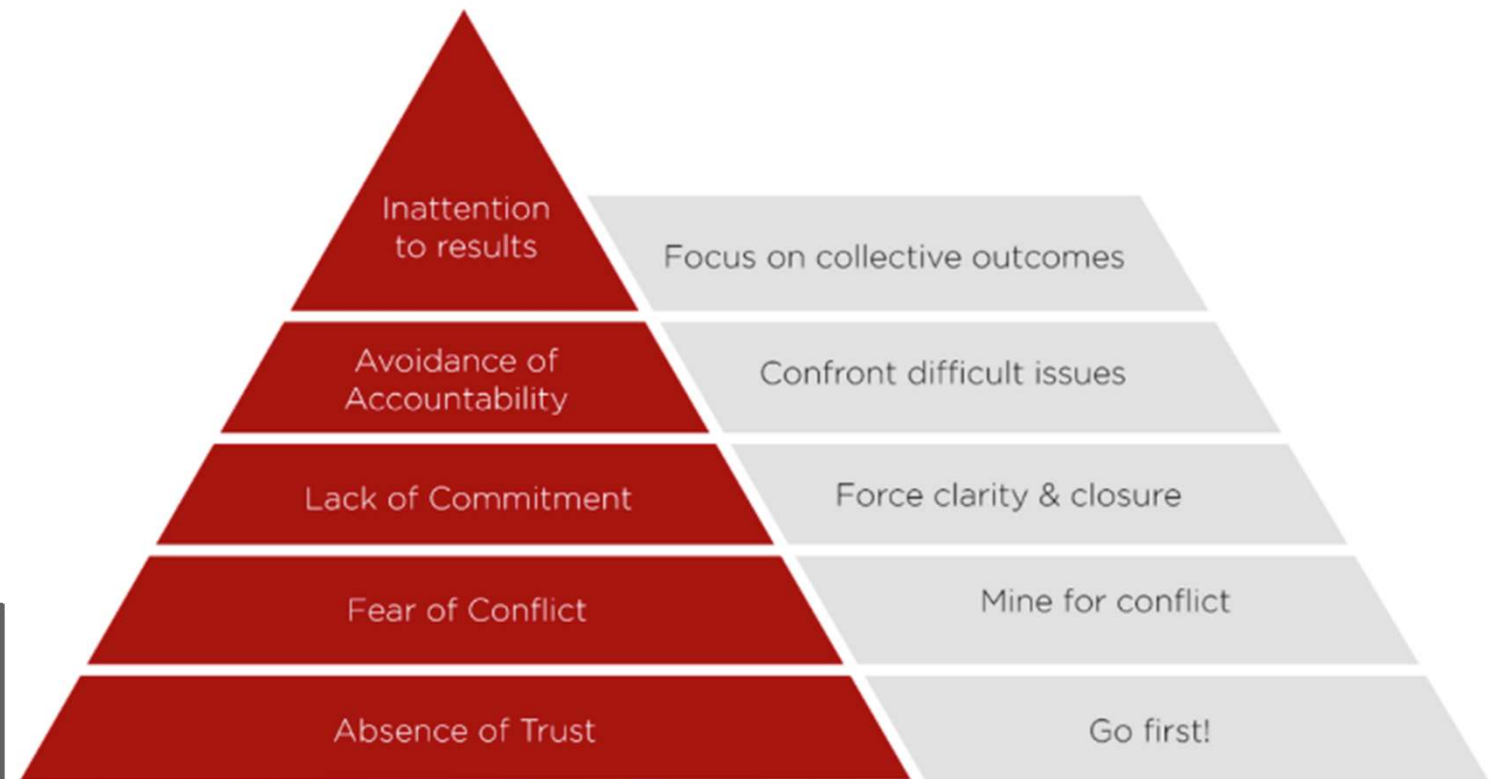 Inattention
to results
Focus on collective outcomes
Avoidance of
Accountability
Confront difficult issues
Lack of Commitment
Force clarity & closure
Fear of Conflict
Mine for conflict
Absence of Trust
Go first!